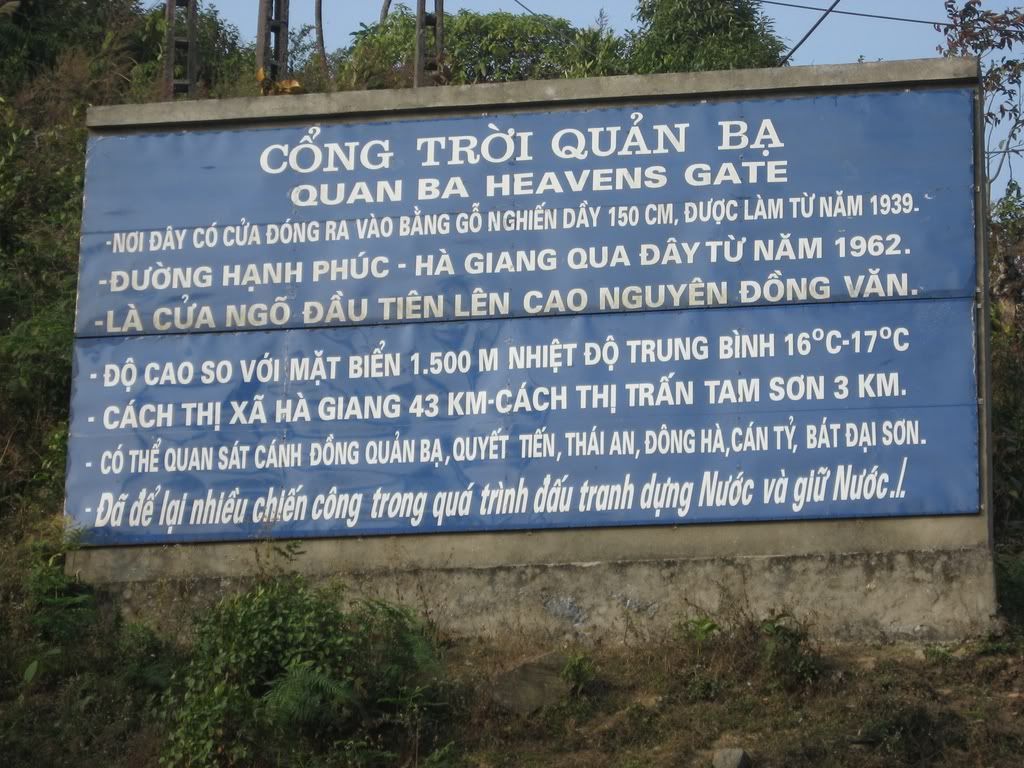 CỔNG TRỜI QUẢN BẠ
QUAN BA HEAVENS GATE
-NƠI ĐÂY CÓ CỬA ĐÓNG RA VÀO BẰNG GỖ NGHIẾN DẦY 150 CM, ĐƯỢC LÀM TỪ NĂM 1939.
-ĐƯỜNG HẠNH PHÚC - HÀ GIANG QUA ĐÂY TỪ NĂM 1962.
-LÀ CỬA NGÕ ĐẦU TIÊN LÊN CAO NGUYÊN ĐỒNG VĂN.
- ĐỘ CAO SO VỚI MẶT BIỂN 1.500 M NHIỆT ĐỘ TRUNG BÌNH 16°C-17°C
- CÁCH THỊ XÃ HÀ GIANG 43 KM-CÁCH THỊ TRẤN TAM SƠN 3 KM.
- CÓ THỂ QUAN SÁT CÁNH ĐỒNG QUẢN BẠ, QUYẾT TIẾN, THÁI AN, ĐÔNG HÀ, CÁN TỶ, BÁT ĐẠI SƠN.
- Đã để lại nhiều chiến công trong quá trình đấu tranh dựng Nước và giữ Nước./.